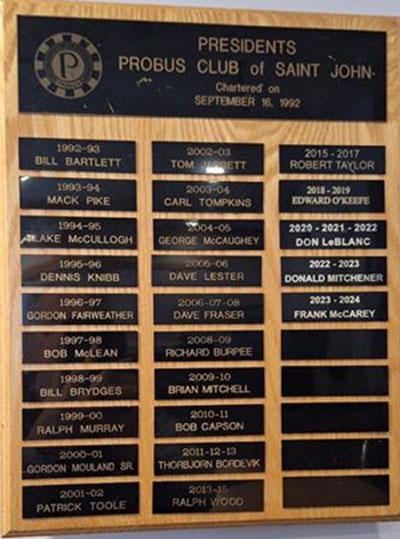 P
PRESIDENTS
PROBUS CLUB of SAINT JOHN-
Chartered on
SEPTEMBER 16, 1992
1992-93
BILL BARTLETT
1993-94
MACK PIKE
1994-95
BLAKE McCULLOGH
1995-96
DENNIS KNIBB
1996-97
GORDON FAIRWEATHER
1997-98
BOB McLEAN
1998-99
BILL BRYDGES
1999-00
RALPH MURRAY
2000-01
GORDON MOULAND SR.
2001-02
PATRICK TOOLE
2002-03
TOM
2003-04
CARL TOMPKINS
2004-05
GEORGE McCAUGHEY
2005-06
DAVE LESTER
2006-07-08
DAVE FRASER
2008-09
RICHARD BURPEE
2009-10
BRIAN MITCHELL
2010-11
BOB CAPSON
2011-12-13
THORBJORN BORDEVIK
2013-15
RALPH WOOD
2015 - 2017
ROBERT TAYLOR
2018 - 2019
EDWARD O'KEEFE
2020 - 2021 - 2022
DON LeBLANC
2022 - 2023
DONALD MITCHENER
2023 - 2024
FRANK McCAREY